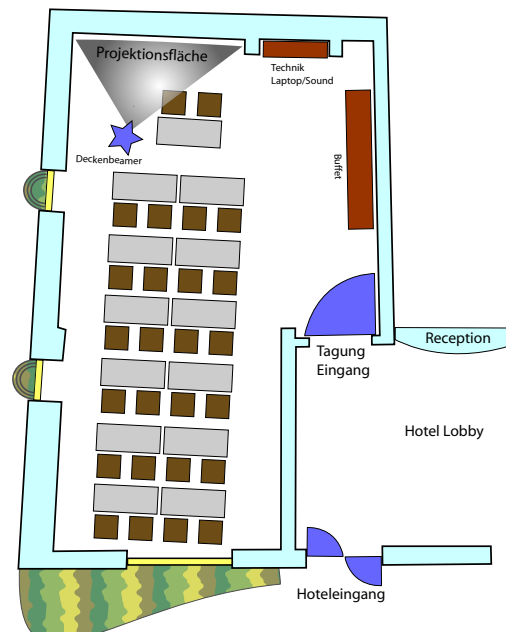 Projektionsfläche
Technik
Laptop/Sound
Deckenbeamer
Buffet
Tagung
Eingang
Reception
Hotel Lobby
Hoteleingang